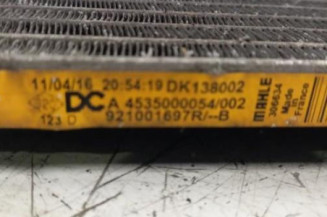 11/04/16 20:54:19 DK138002
DC A 4535000054/002
123 D 921001697R/--B
MAHLE
306634
Made in
France